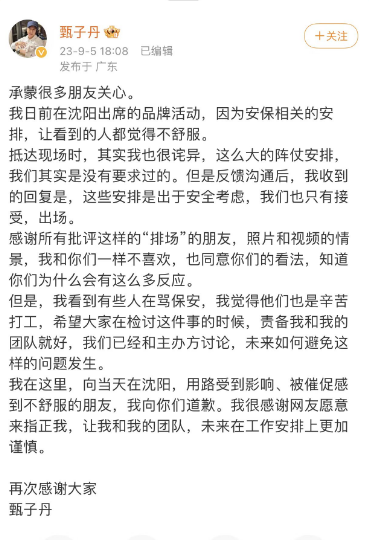 甄子丹
23-9-5 18:08 已编辑
发布于 广东
+关注
承蒙很多朋友关心。
我日前在沈阳出席的品牌活动，因为安保相关的安
排，让看到的人都觉得不舒服。
抵达现场时，其实我也很诧异，这么大的阵仗安排，
我们其实是没有要求过的。但是反馈沟通后，我收到
的回复是，这些安排是出于安全考虑，我们也只有接
受，出场。
感谢所有批评这样的“排场”的朋友，照片和视频的情
景，我和你们一样不喜欢，也同意你们的看法，知道
你们为什么会有这么多反应。
但是，我看到有些人在骂保安，我觉得他们也是辛苦
打工，希望大家在检讨这件事的时候，责备我和我的
团队就好，我们已经和主办方讨论，未来如何避免这
样的问题发生。
我在这里，向当天在沈阳，用路受到影响、被催促感
到不舒服的朋友，我向你们道歉。我很感谢网友愿意
来指正我，让我和我的团队，未来在工作安排上更加
谨慎。
再次感谢大家
甄子丹